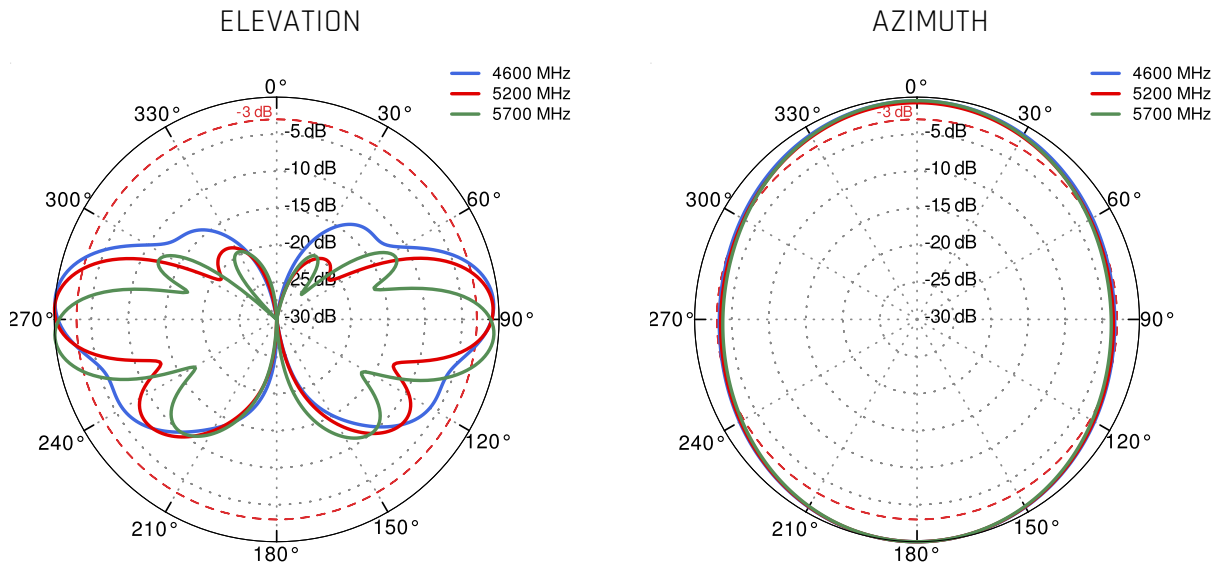 ELEVATION
4600 MHz
5200 MHz
5700 MHz
0°
330°
-3 dB
30°
-5 dB
-10 dB
300°
-15 dB
60°
-20 dB
-25 dB
270°
-30 dB
90°
240°
120°
210°
150°
180°
AZIMUTH
4600 MHz
5200 MHz
5700 MHz
0°
330°
-3 dB
30°
-5 dB
-10 dB
300°
-15 dB
60°
-20 dB
-25 dB
270°
-30 dB
90°
240°
120°
210°
150°
180°